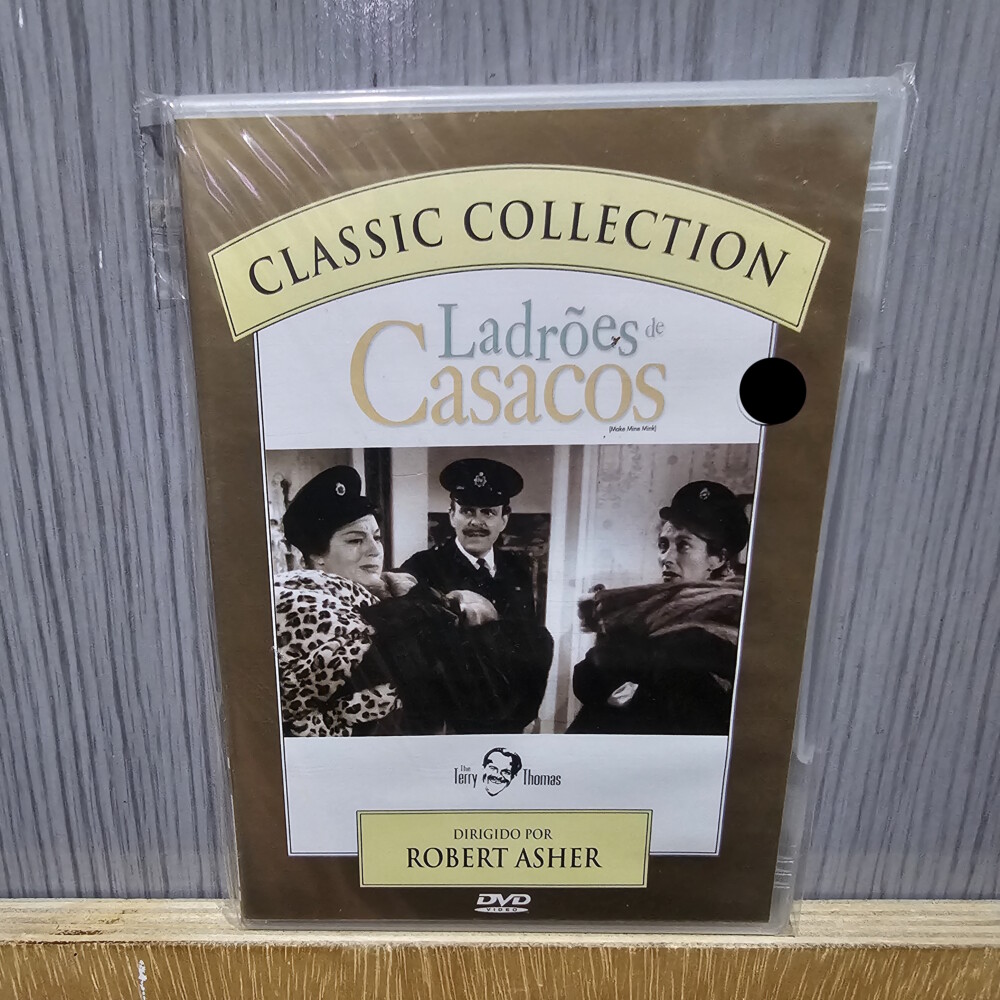 CLASSIC COLLECTION
Ladrões de
Casacos
(Make Mine Mink)
The
Terry Thomas
DIRIGIDO POR
ROBERT ASHER
DVD
VIDEO